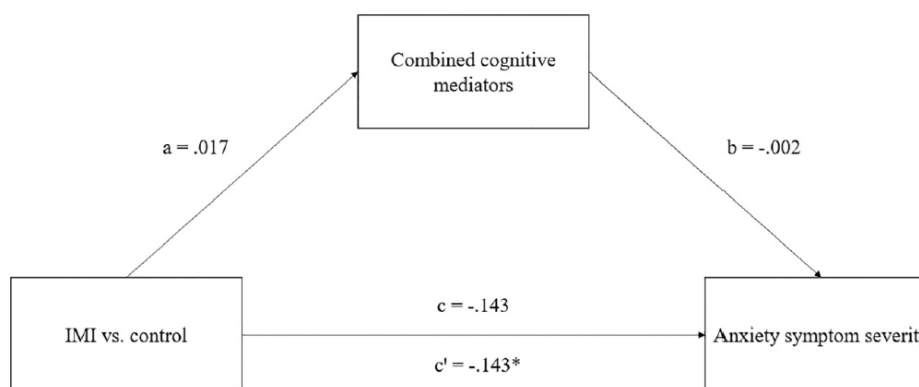 Combined cognitive
mediators
a = .017
b = -.002
IMI vs. control
c = -.143
c' = -.143*
Anxiety symptom severit